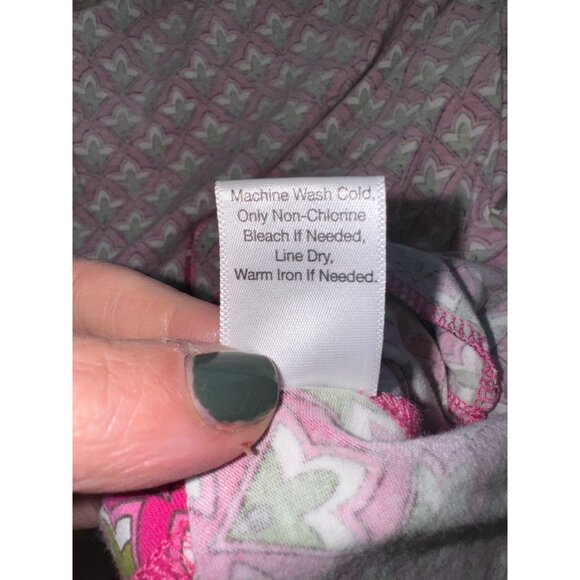 Machine Wash Cold,
Only Non-Chlorine
Bleach If Needed,
Line Dry,
Warm Iron If Needed.